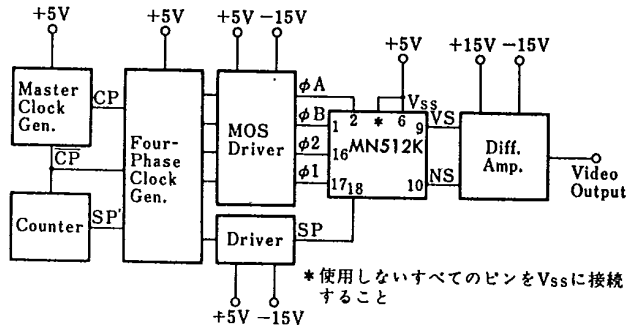 +5V
+5V
+5V -15V
+5V
+15V -15V
Master
Clock
Gen.
CP
C̅P̅
Counter
SP'
Four-
Phase
Clock
Gen.
MOS
Driver
φA
φB
φ2
φ1
Driver
SP
+5V -15V
Vss
2 * 6
1 9
16
17 18 10
MN512K
VS
NS
Diff.
Amp.
Video
Output
*使用しないすべてのピンをVssに接続
すること